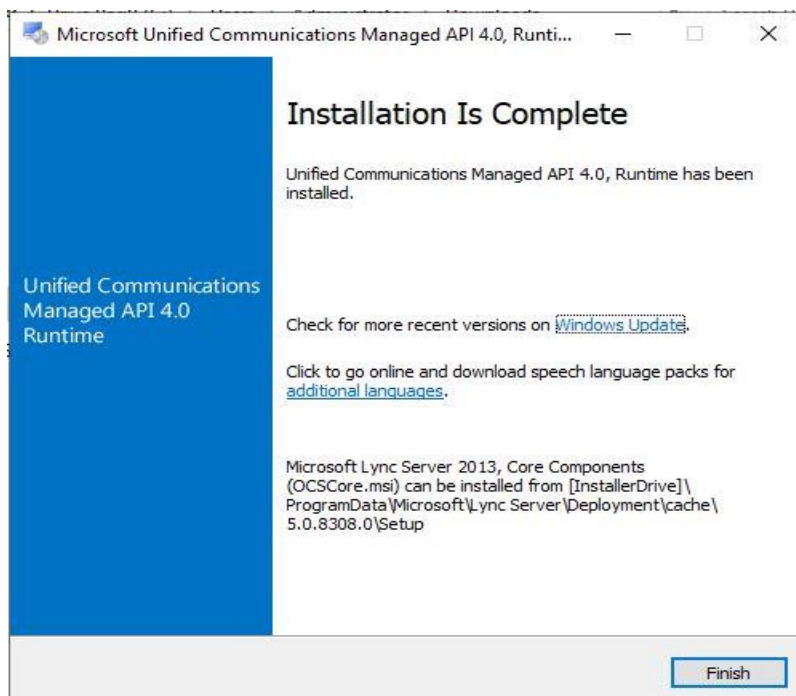 Microsoft Unified Communications Managed API 4.0, Runti...
Installation Is Complete
Unified Communications Managed API 4.0, Runtime has been
installed.
Unified Communications
Managed API 4.0
Runtime
Check for more recent versions on Windows Update.
Click to go online and download speech language packs for
additional languages.
Microsoft Lync Server 2013, Core Components
(OCSCore.msi) can be installed from [InstallerDrive]\
ProgramData\Microsoft\Lync Server\Deployment\cache\
5.0.8308.0\Setup
Finish